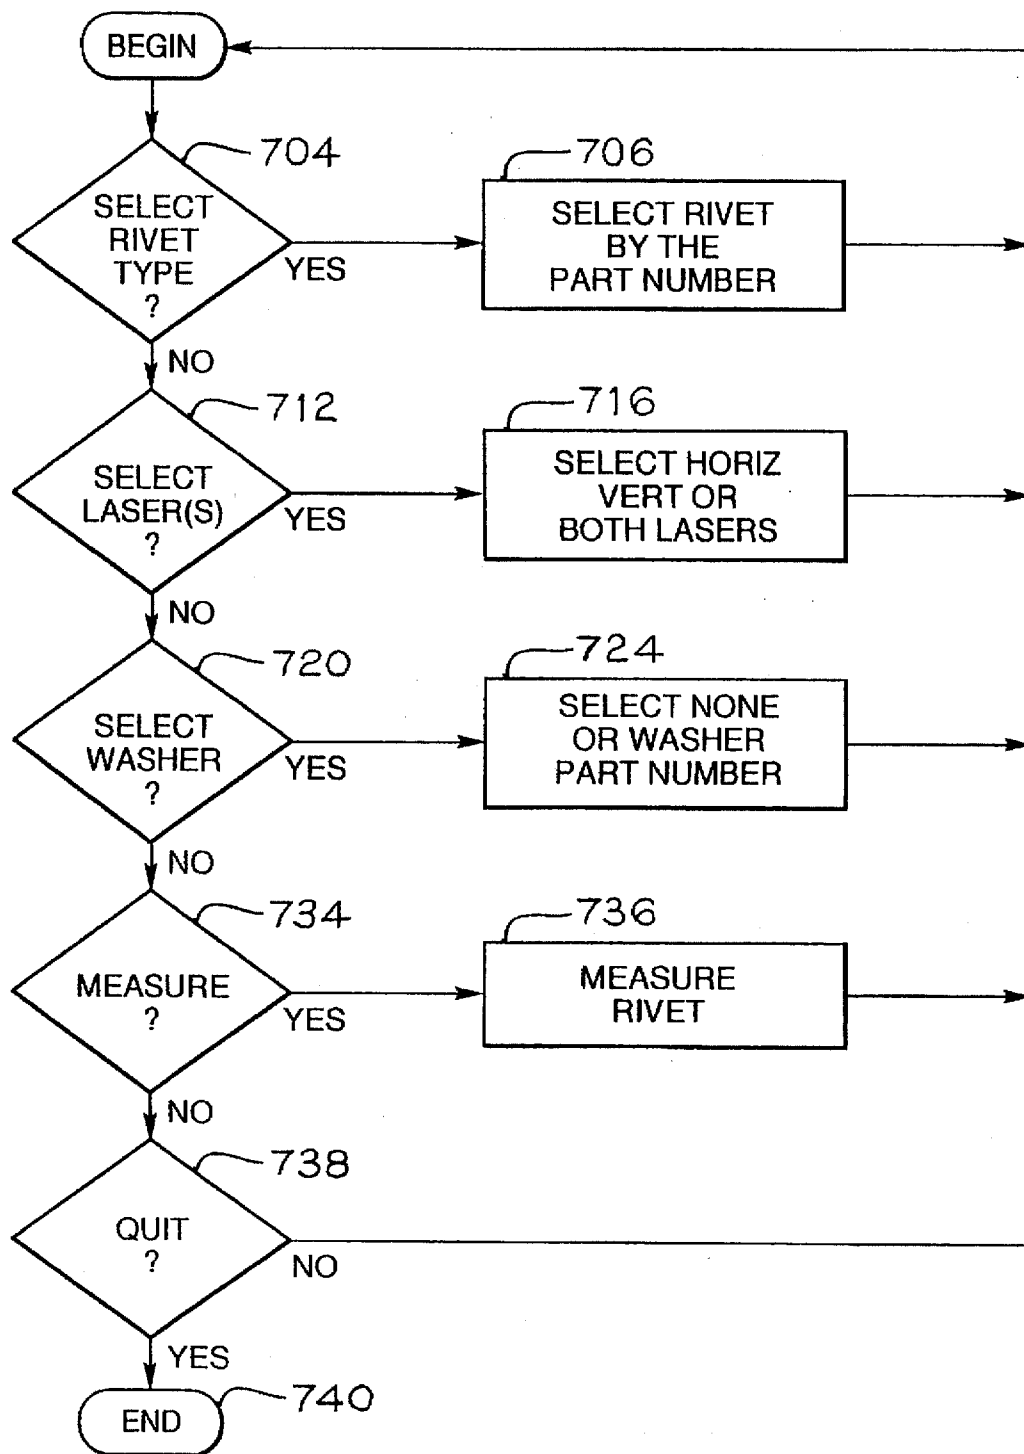 BEGIN
704
SELECT
RIVET
TYPE
?
YES
NO
706
SELECT RIVET
BY THE
PART NUMBER
712
SELECT
LASER(S)
?
YES
NO
716
SELECT HORIZ
VERT OR
BOTH LASERS
720
SELECT
WASHER
?
YES
NO
724
SELECT NONE
OR WASHER
PART NUMBER
734
MEASURE
?
YES
NO
736
MEASURE
RIVET
738
QUIT
?
NO
YES
END
740